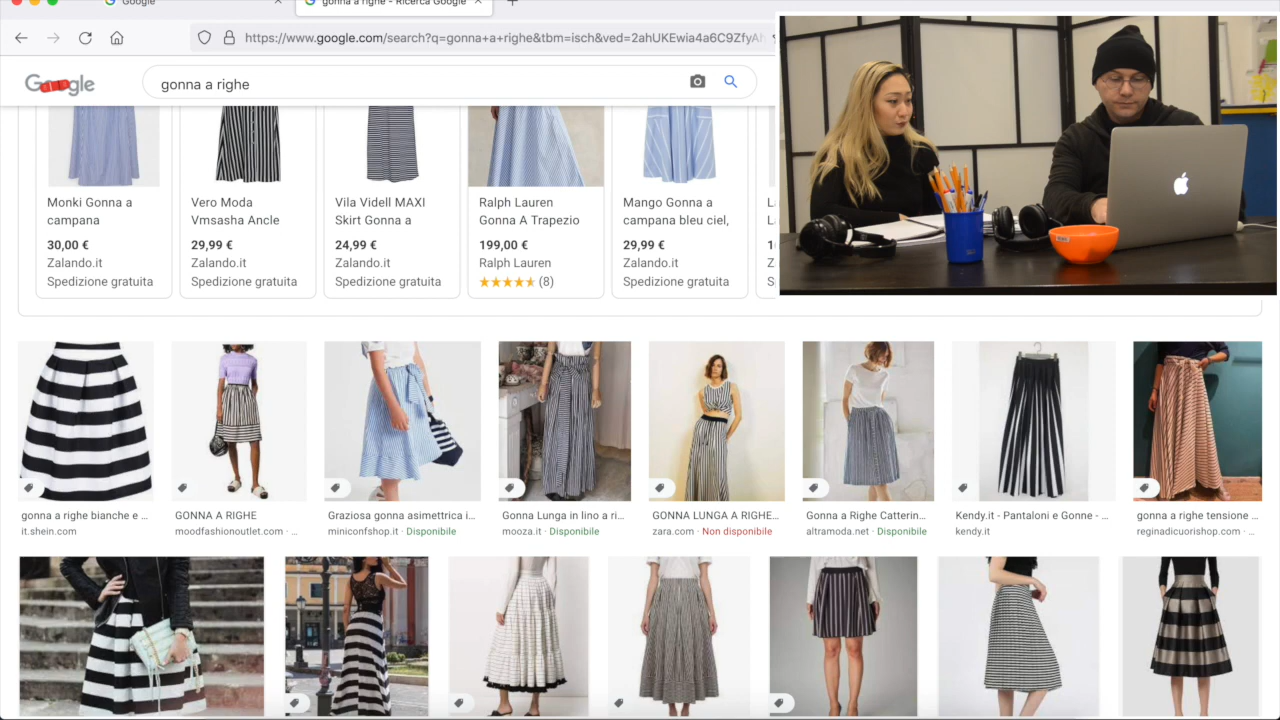 Google
gonna a righe - Ricerca Google
https://www.google.com/search?q=gonna+a+righe&tbm=isch&ved=2ahUKEwia4a6C9ZfyAh
gonna a righe
Monki Gonna a
campana
30,00 €
Zalando.it
Spedizione gratuita
Vero Moda
Vmsasha Ancle
29,99 €
Zalando.it
Spedizione gratuita
Vila Videll MAXI
Skirt Gonna a
24,99 €
Zalando.it
Spedizione gratuita
Ralph Lauren
Gonna A Trapezio
199,00 €
Ralph Lauren
(8)
Mango Gonna a
campana bleu ciel,
29,99 €
Zalando.it
Spedizione gratuita
gonna a righe bianche e ...
it.shein.com
GONNA A RIGHE
moodfashionoutlet.com · ...
Graziosa gonna asimettrica i...
miniconfshop.it · Disponibile
Gonna Lunga in lino a ri...
mooza.it · Disponibile
GONNA LUNGA A RIGHE...
zara.com · Non disponibile
Gonna a Righe Catterin...
altramoda.net · Disponibile
Kendy.it - Pantaloni e Gonne - ...
kendy.it
gonna a righe tensione ...
reginadicuorishop.com · ...